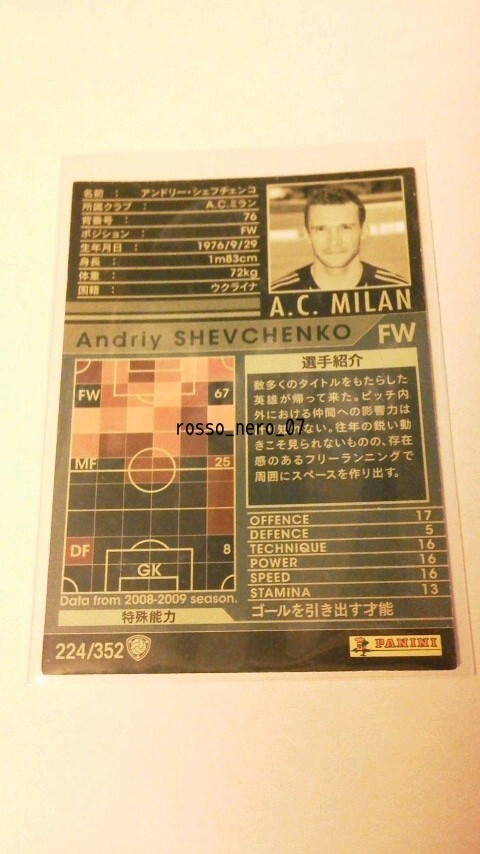 名前 : アンドリー・シェフチェンコ
所属クラブ : A.C.ミラン
背番号 : 76
ポジション : FW
生年月日 : 1976/9/29
身長 : 1m83cm
体重 : 72kg
国籍 : ウクライナ
A.C. MILAN
Andriy SHEVCHENKO FW
FW 67
MF 25
DF 8
GK
Data from 2008-2009 season.
選手紹介
数多くのタイトルをもたらした
英雄が帰って来た。ピッチ内
外における仲間への影響力は
知れない。往年の鋭い動
きこそ見られないものの、存在
感のあるフリーランニングで
周囲にスペースを作り出す。
rosso_nero_07
OFFENCE 17
DEFENCE 5
TECHNIQUE 16
POWER 16
SPEED 16
STAMINA 13
特殊能力 ゴールを引き出す才能
224/352
PANINI